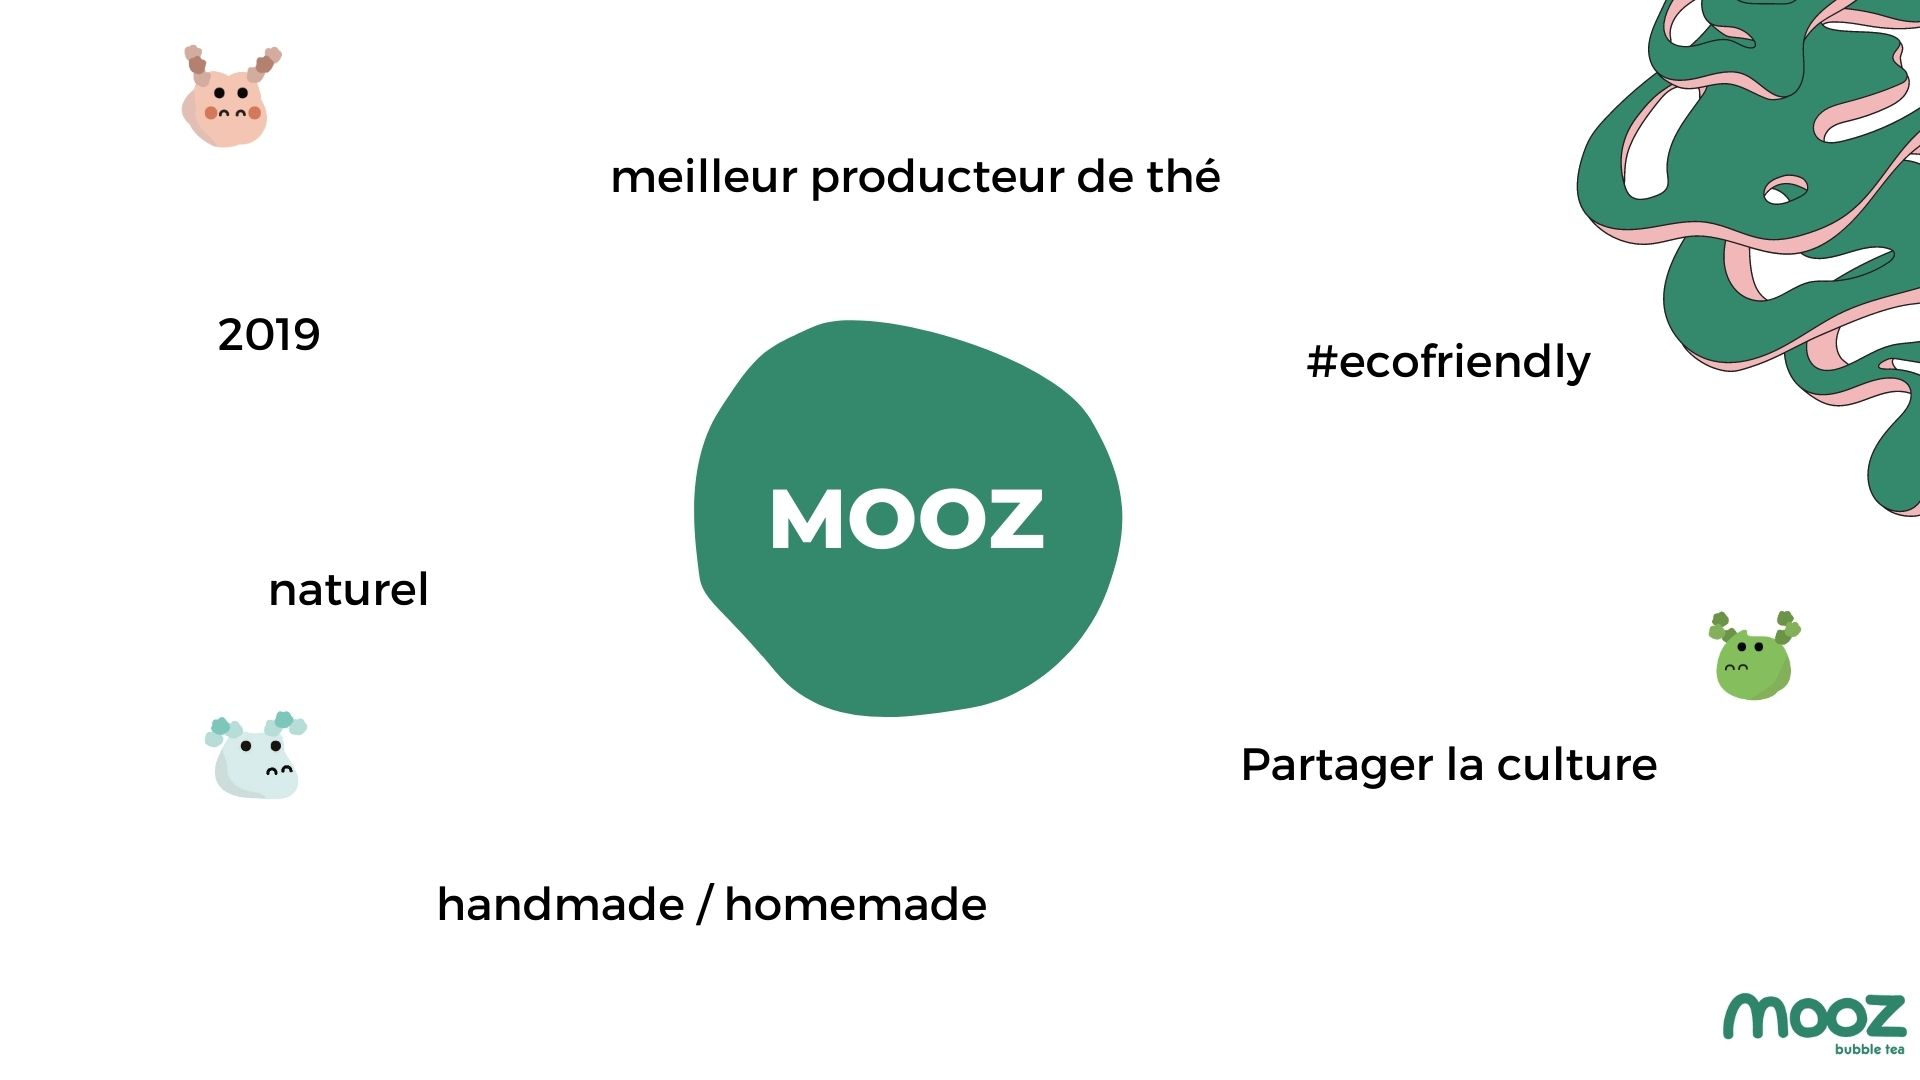 meilleur producteur de thé
2019
#ecofriendly
MOOZ
naturel
Partager la culture
handmade / homemade
mooz
bubble tea